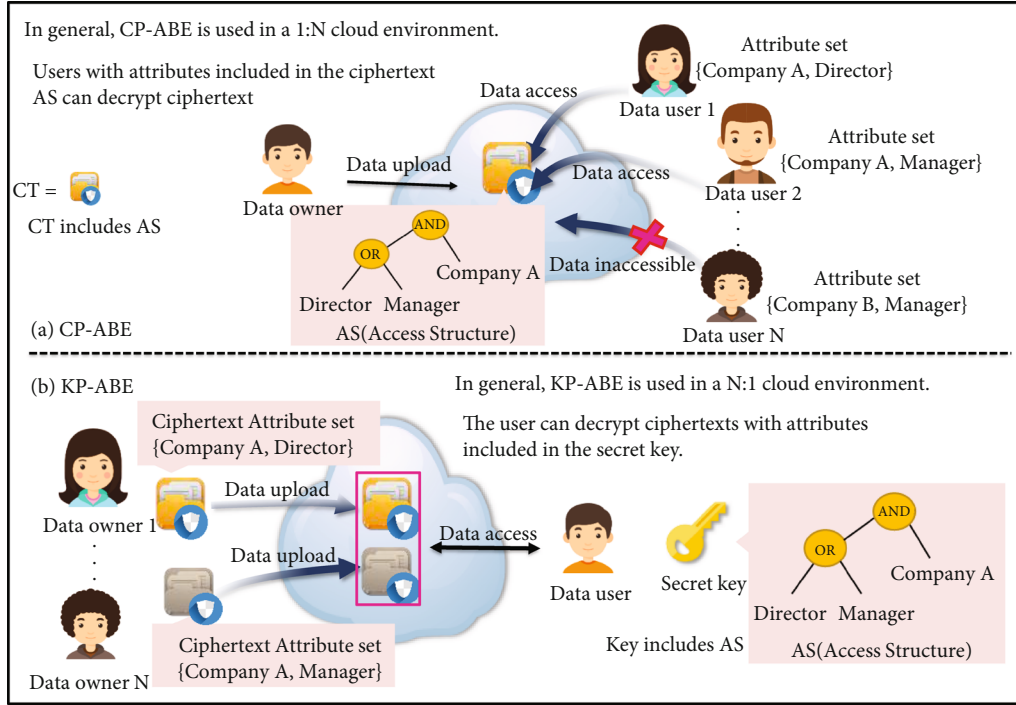 In general, CP-ABE is used in a 1:N cloud environment.
Users with attributes included in the ciphertext
AS can decrypt ciphertext
CT =
CT includes AS
Data owner
Data upload
Data access
Data user 1
Attribute set
{Company A, Director}
Data access
Data user 2
Attribute set
{Company A, Manager}
Data inaccessible
Data user N
Attribute set
{Company B, Manager}
AND
OR
Company A
Director
Manager
AS(Access Structure)
(a) CP-ABE
(b) KP-ABE
In general, KP-ABE is used in a N:1 cloud environment.
The user can decrypt ciphertexts with attributes
included in the secret key.
Ciphertext Attribute set
{Company A, Director}
Data owner 1
Data upload
Data upload
Data owner N
Ciphertext Attribute set
{Company A, Manager}
Data access
Data user
Secret key
Key includes AS
AND
OR
Company A
Director
Manager
AS(Access Structure)